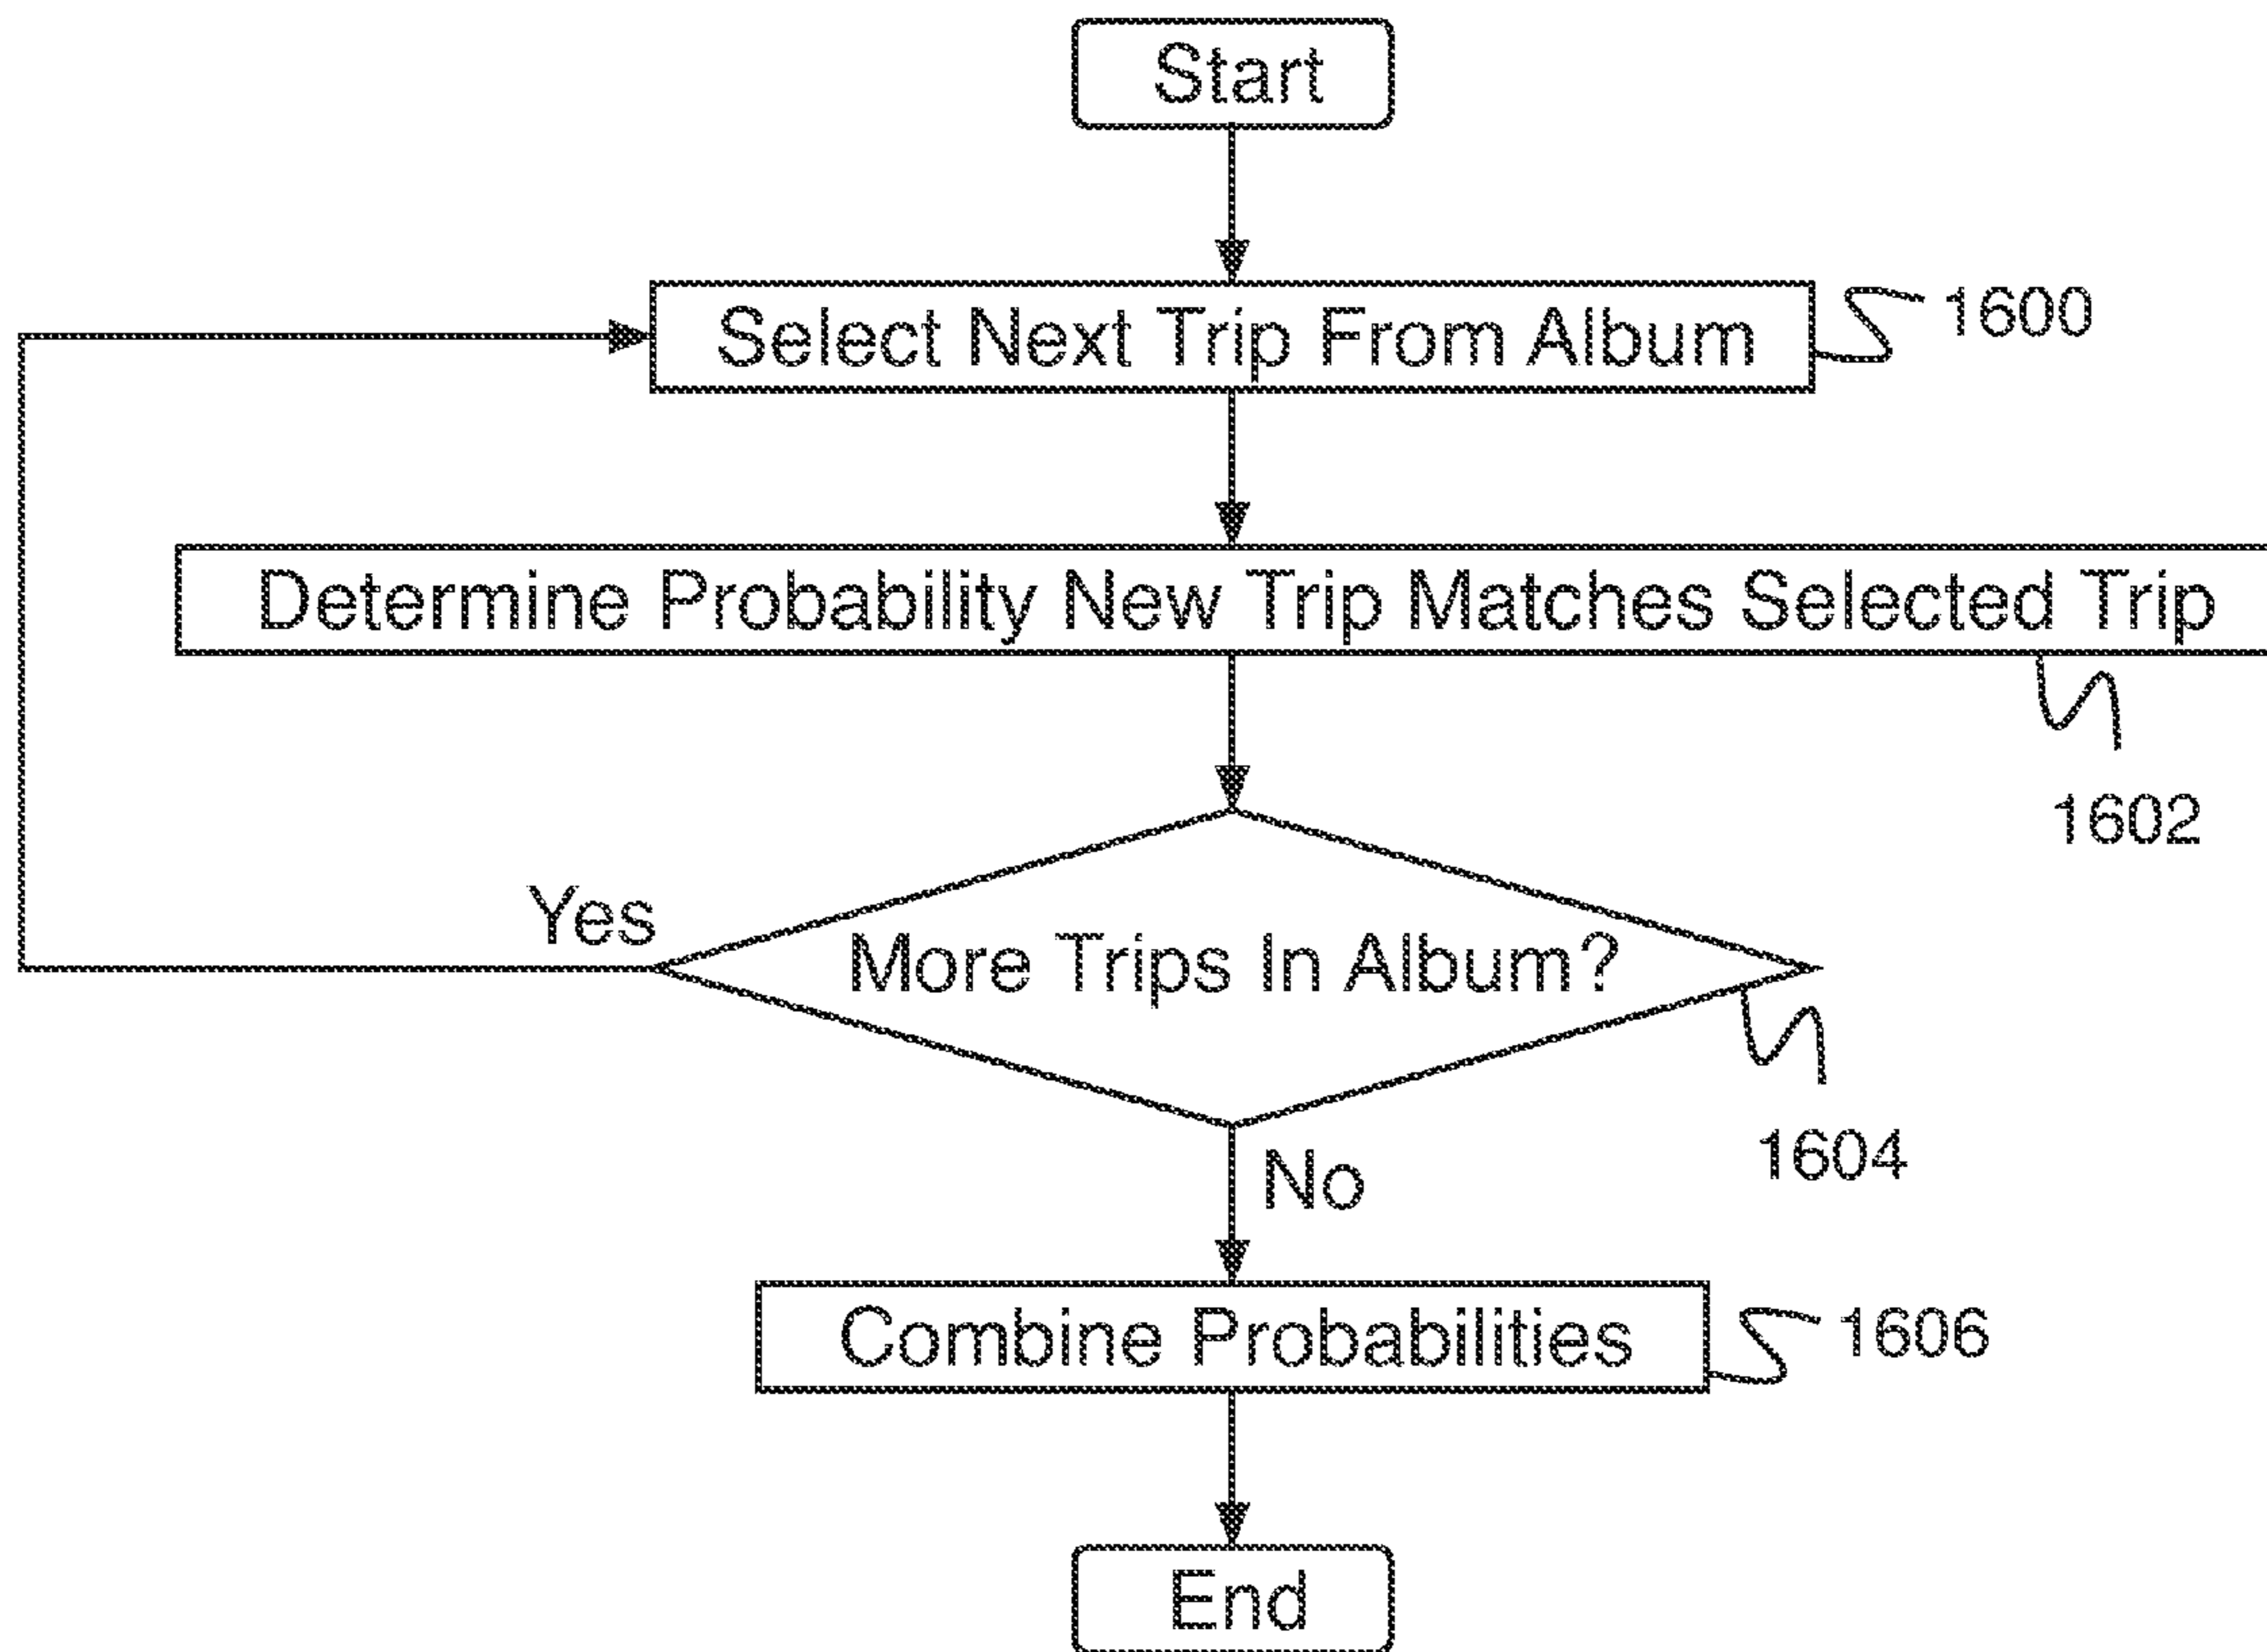 Start
Select Next Trip From Album
1600
Determine Probability New Trip Matches Selected Trip
1602
Yes
More Trips In Album?
1604
No
Combine Probabilities
1606
End